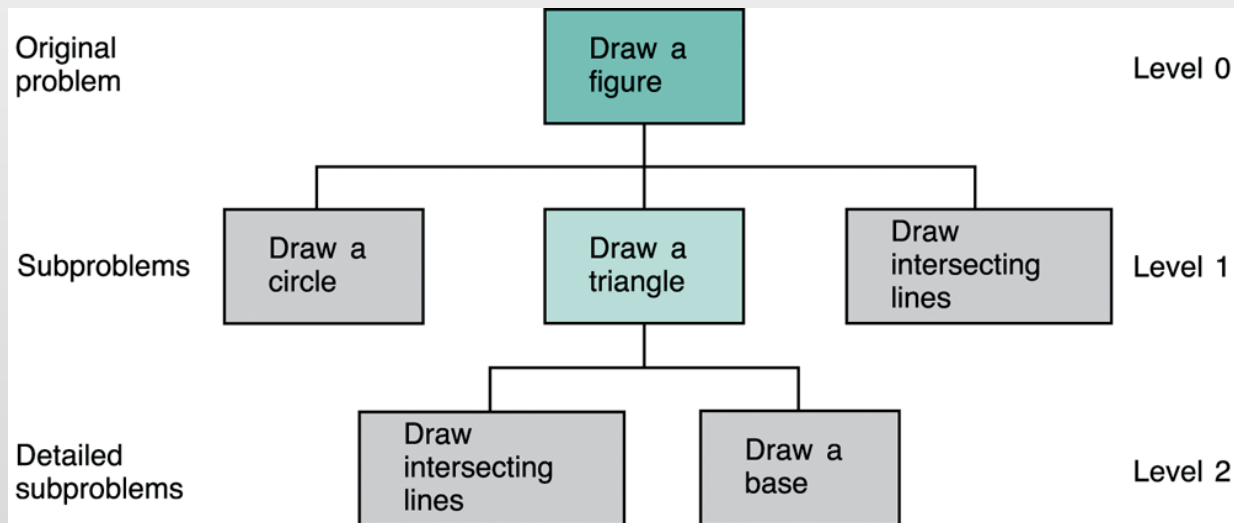 Original
problem
Draw a
figure
Level 0
Subproblems
Draw a
circle
Draw a
triangle
Draw
intersecting
lines
Level 1
Detailed
subproblems
Draw
intersecting
lines
Draw a
base
Level 2